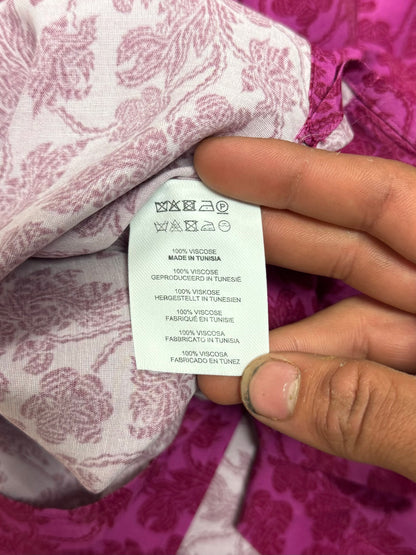 100% VISCOSE
MADE IN TUNISIA
100% VISCOSE
GEPRODUCEERD IN TUNESIË
100% VISKOSE
HERGESTELLT IN TUNESIEN
100% VISCOSE
FABRIQUÉ EN TUNISIE
100% VISCOSA
FABBRICATO IN TUNISIA
100% VISCOSA
FABRICADO EN TÚNEZ